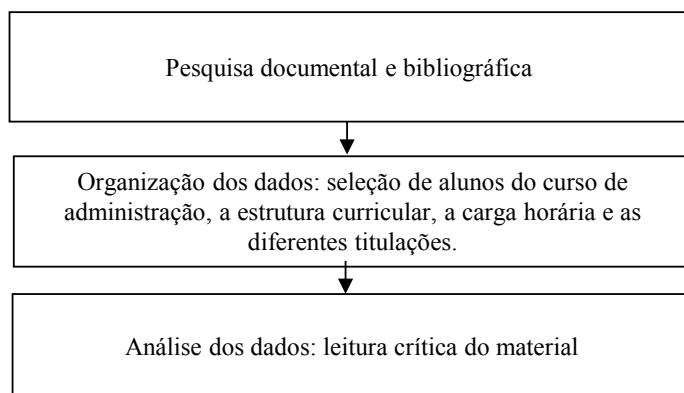 Pesquisa documental e bibliográfica
Organização dos dados: seleção de alunos do curso de
administração, a estrutura curricular, a carga horária e as
diferentes titulações.
Análise dos dados: leitura crítica do material